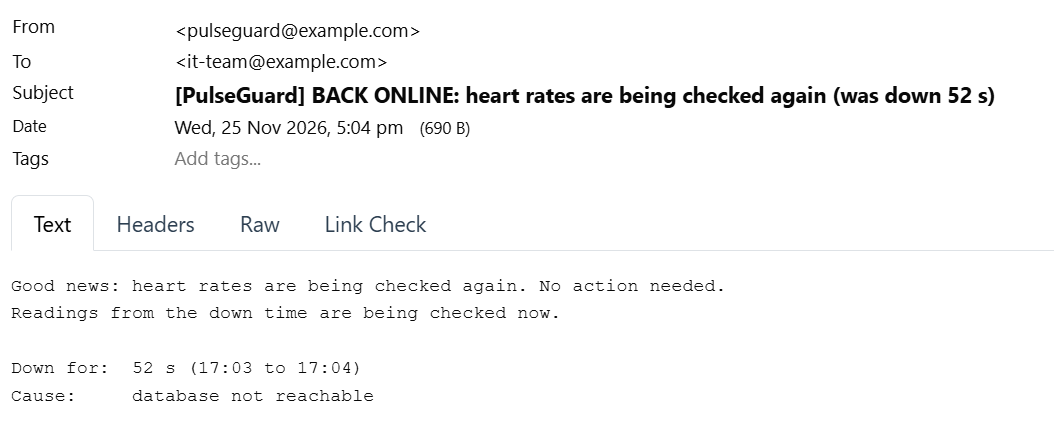 From <pulseguard@example.com>
To <it-team@example.com>
Subject [PulseGuard] BACK ONLINE: heart rates are being checked again (was down 52 s)
Date Wed, 25 Nov 2026, 5:04 pm (690 B)
Tags Add tags...
Text Headers Raw Link Check
Good news: heart rates are being checked again. No action needed.
Readings from the down time are being checked now.
Down for: 52 s (17:03 to 17:04)
Cause: database not reachable